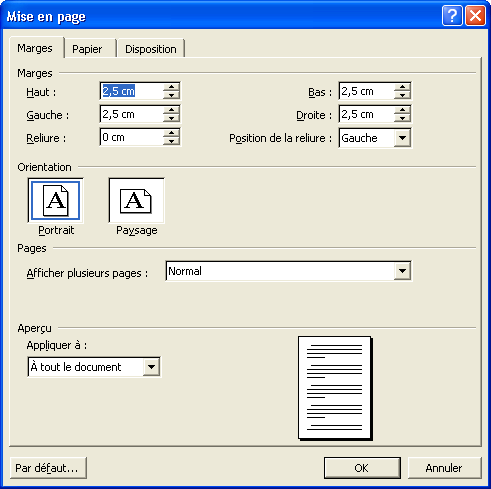 Mise en page
Marges Papier Disposition
Marges
Haut : 2,5 cm Bas : 2,5 cm
Gauche : 2,5 cm Droite : 2,5 cm
Reliure : 0 cm Position de la reliure : Gauche
Orientation
A A
Portrait Paysage
Pages
Afficher plusieurs pages : Normal
Aperçu
Appliquer à :
À tout le document
Par défaut... OK Annuler